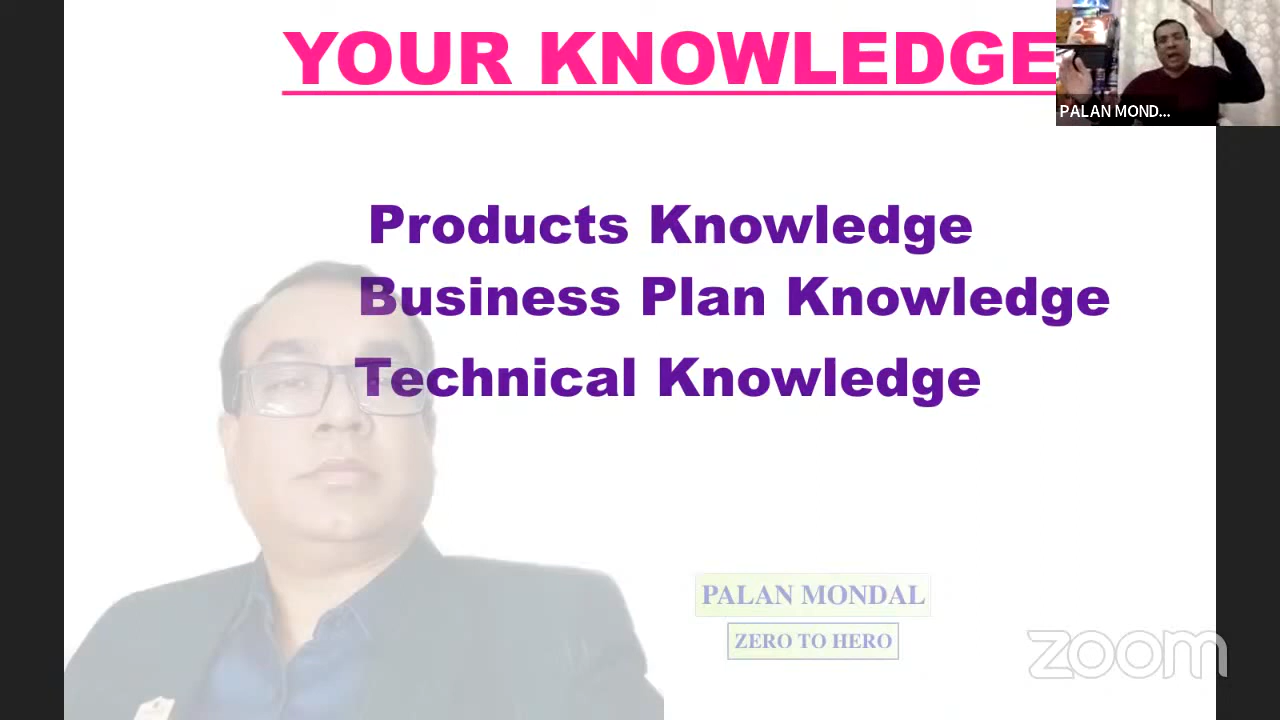 YOUR KNOWLEDGE
PALAN MOND...
Products Knowledge
Business Plan Knowledge
Technical Knowledge
PALAN MONDAL
ZERO TO HERO
zoom